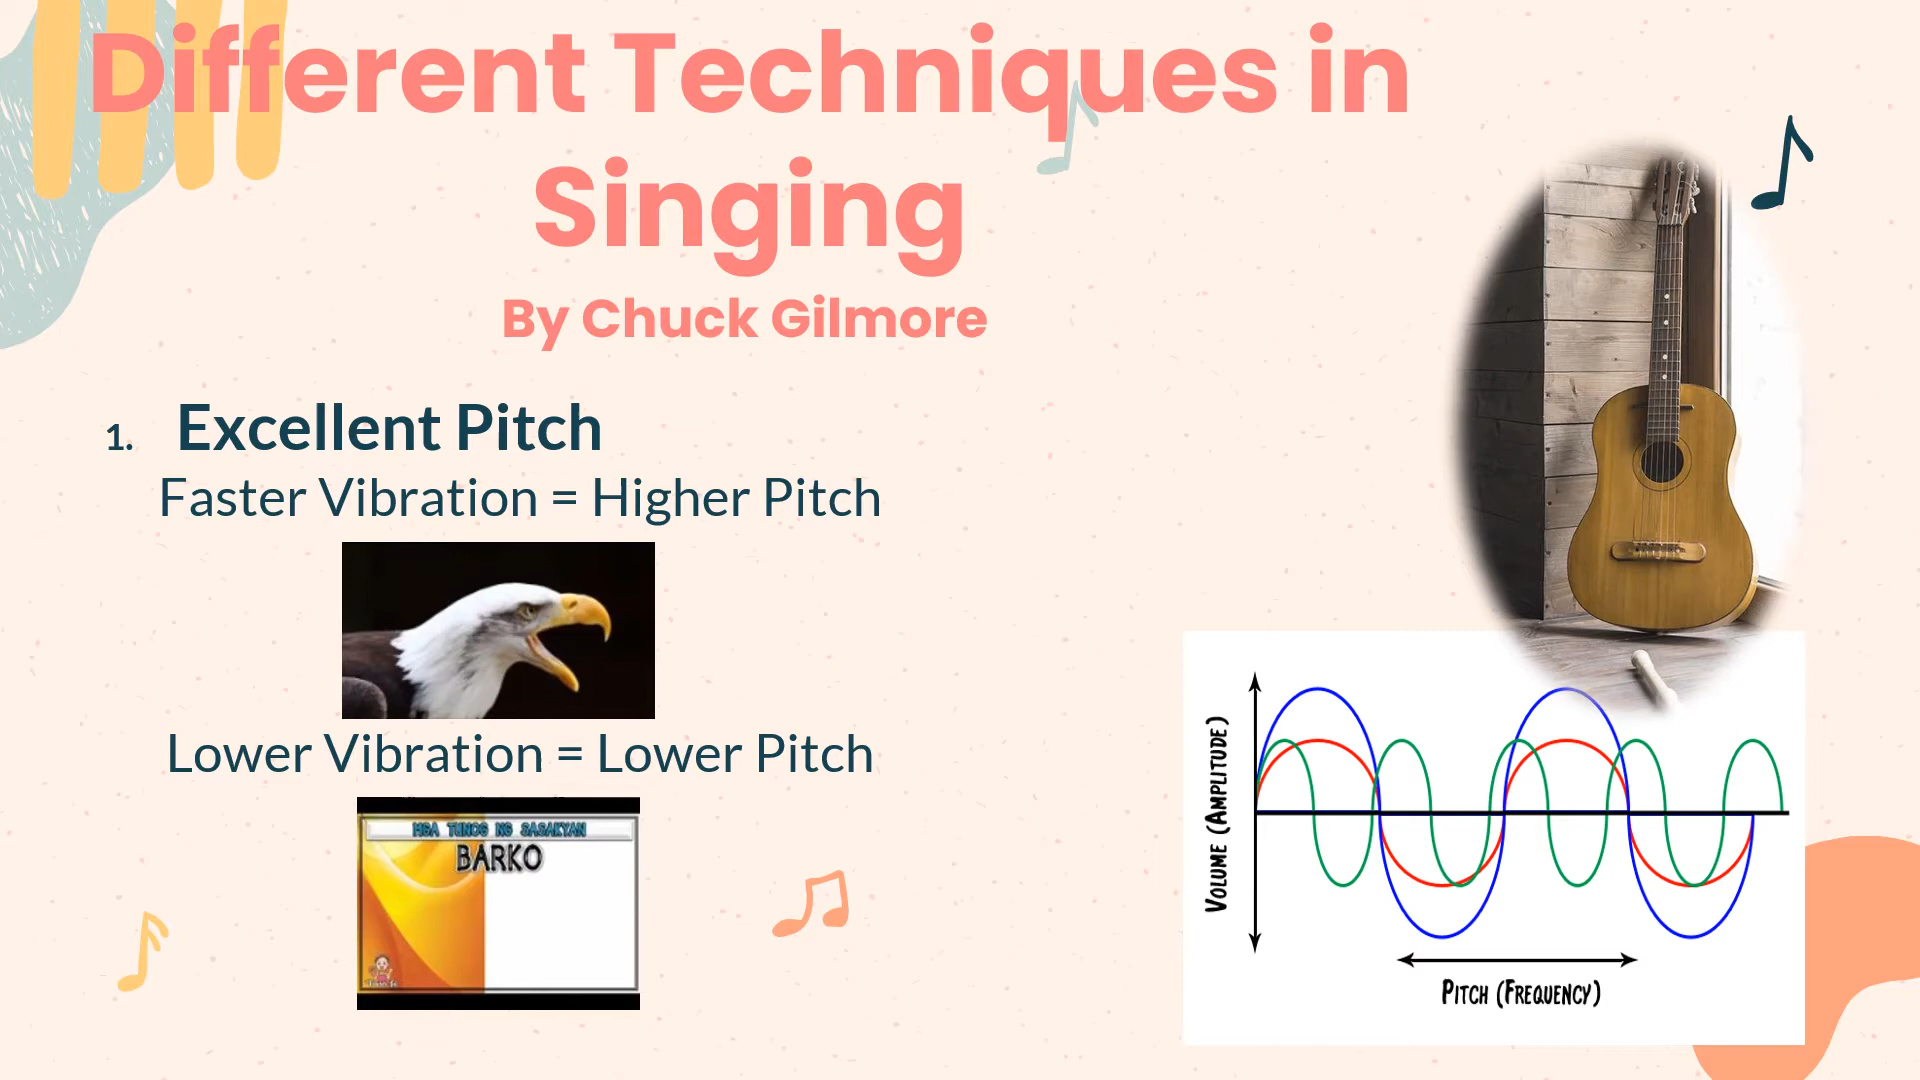 Different Techniques in
Singing
By Chuck Gilmore
1. Excellent Pitch
Faster Vibration = Higher Pitch
Lower Vibration = Lower Pitch
MGA TUNOG NG SASAKYAN
BARKO
VOLUME (AMPLITUDE)
PITCH (FREQUENCY)